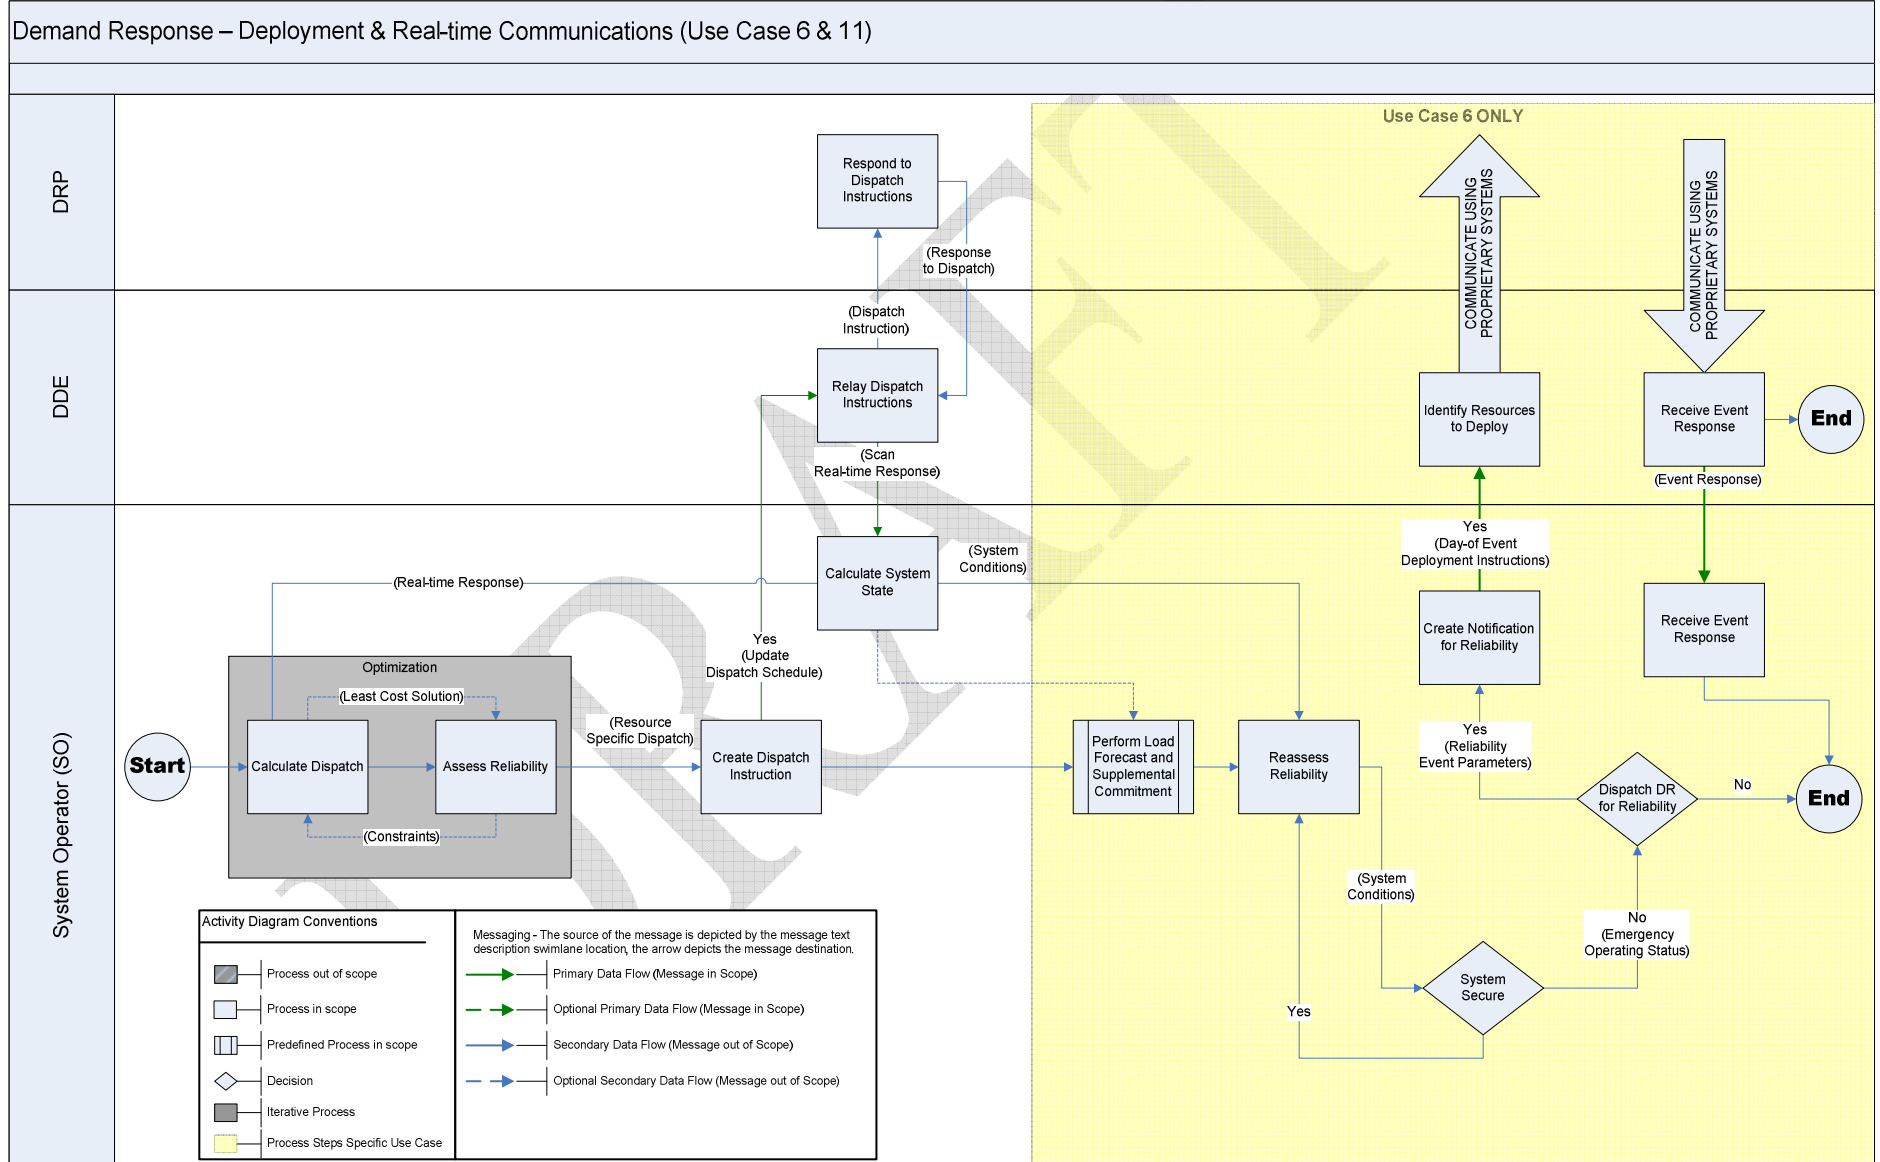 Demand Response – Deployment & Real-time Communications (Use Case 6 & 11)
DRP
DDE
System Operator (SO)
DRAFT
Use Case 6 ONLY
Respond to
Dispatch
Instructions
(Response
to Dispatch)
(Dispatch
Instruction)
Relay Dispatch
Instructions
(Scan
Real-time Response)
COMMUNICATE USING
PROPRIETARY SYSTEMS
COMMUNICATE USING
PROPRIETARY SYSTEMS
Identify Resources
to Deploy
Receive Event
Response
End
(Event Response)
Yes
(Day-of Event
Deployment Instructions)
Calculate System
State
(System
Conditions)
(Real-time Response)
Create Notification
for Reliability
Receive Event
Response
Yes
(Update
Dispatch Schedule)
Optimization
(Least Cost Solution)
Start
Calculate Dispatch
Assess Reliability
(Constraints)
(Resource
Specific Dispatch)
Create Dispatch
Instruction
Perform Load
Forecast and
Supplemental
Commitment
Reassess
Reliability
Yes
(Reliability
Event Parameters)
Dispatch DR
for Reliability
No
End
(System
Conditions)
No
(Emergency
Operating Status)
System
Secure
Yes
Activity Diagram Conventions
Process out of scope
Process in scope
Predefined Process in scope
Decision
Iterative Process
Process Steps Specific Use Case
Messaging - The source of the message is depicted by the message text
description swimlane location, the arrow depicts the message destination.
Primary Data Flow (Message in Scope)
Optional Primary Data Flow (Message in Scope)
Secondary Data Flow (Message out of Scope)
Optional Secondary Data Flow (Message out of Scope)